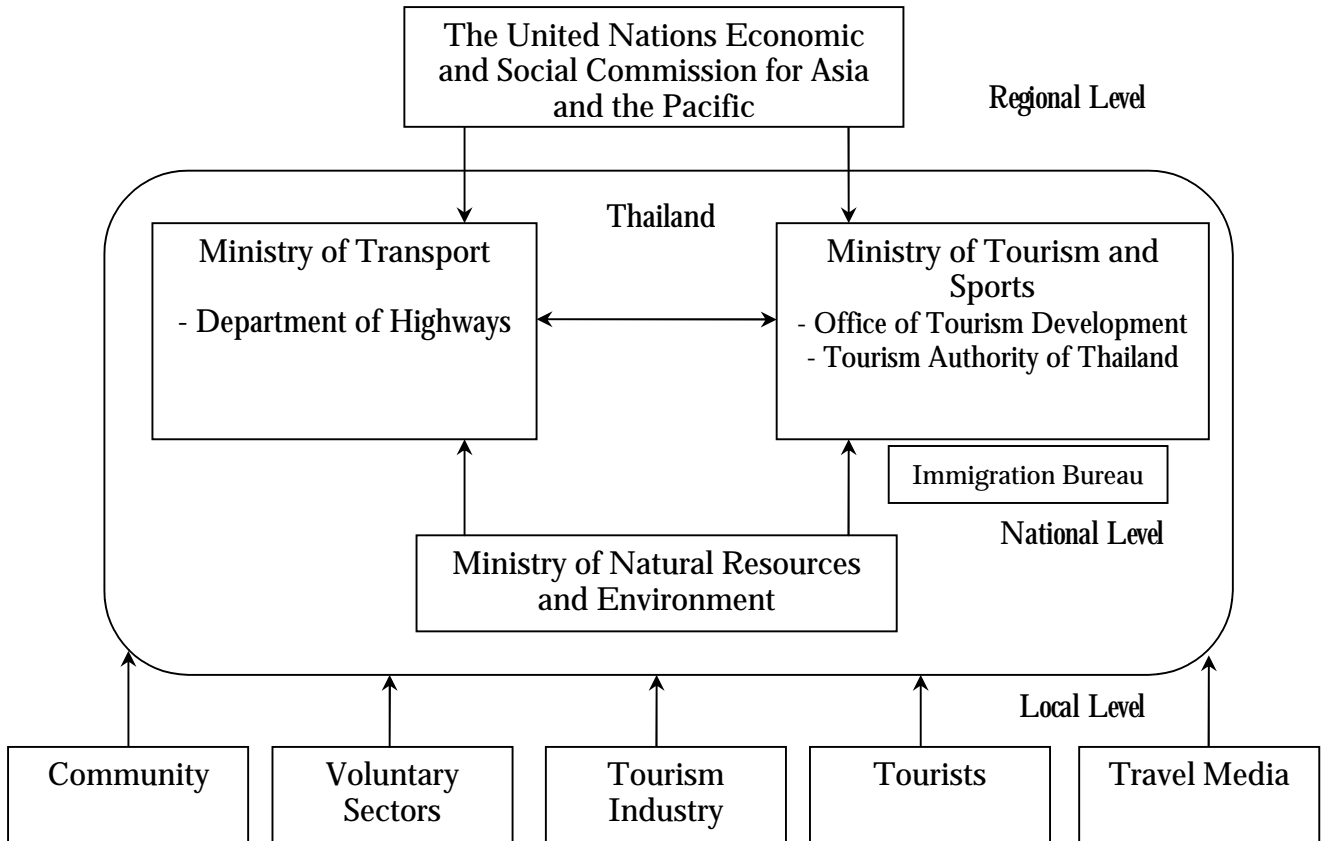 The United Nations Economic
and Social Commission for Asia
and the Pacific
Regional Level
Thailand
Ministry of Transport
- Department of Highways
Ministry of Tourism and
Sports
- Office of Tourism Development
- Tourism Authority of Thailand
Immigration Bureau
National Level
Ministry of Natural Resources
and Environment
Local Level
Community
Voluntary
Sectors
Tourism
Industry
Tourists
Travel Media